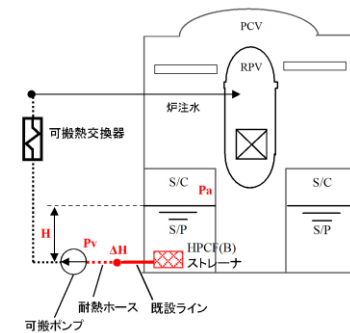 PCV
RPV
炉注水
可搬熱交換器
S/C
Pa
S/C
H
S/P
S/P
Pv
ΔH
HPCF(B)
ストレーナ
耐熱ホース
既設ライン
可搬ポンプ